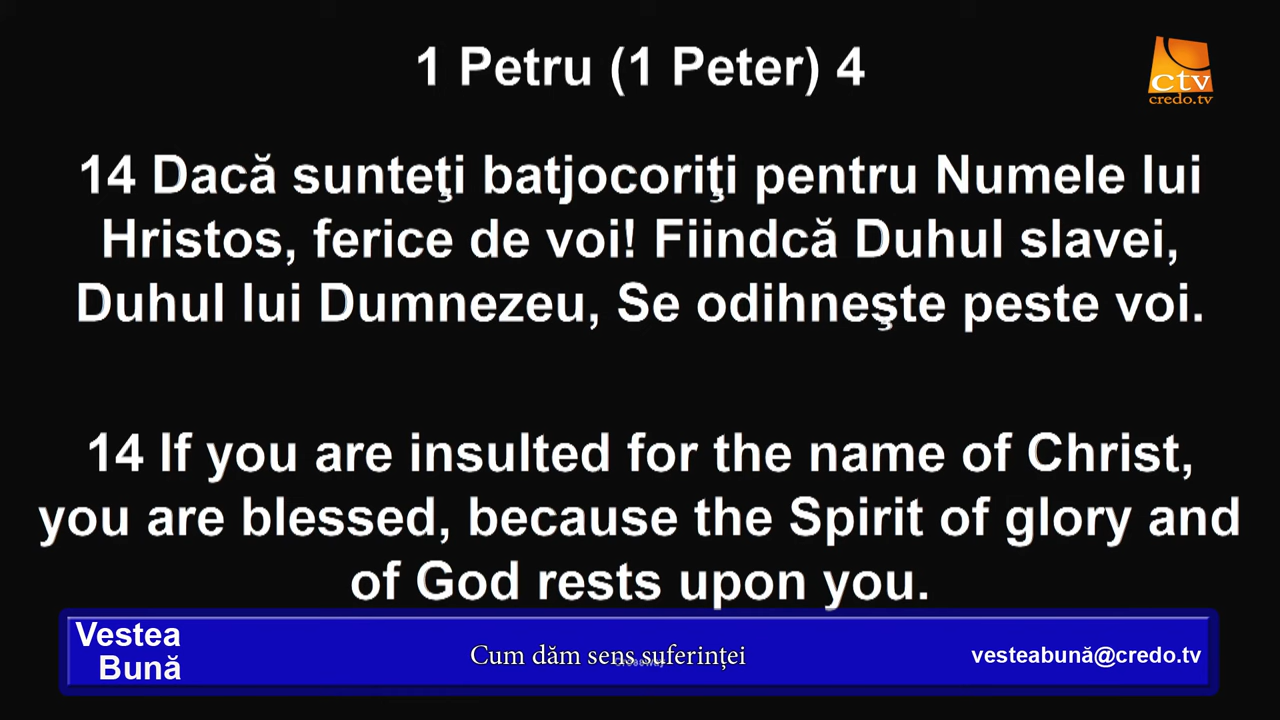 1 Petru (1 Peter) 4
ctv
credo.tv
14 Dacă sunteţi batjocoriţi pentru Numele lui
Hristos, ferice de voi! Fiindcă Duhul slavei,
Duhul lui Dumnezeu, Se odihneşte peste voi.
14 If you are insulted for the name of Christ,
you are blessed, because the Spirit of glory and
of God rests upon you.
Vestea
Bună
Cum dăm sens suferinței
vesteabună@credo.tv